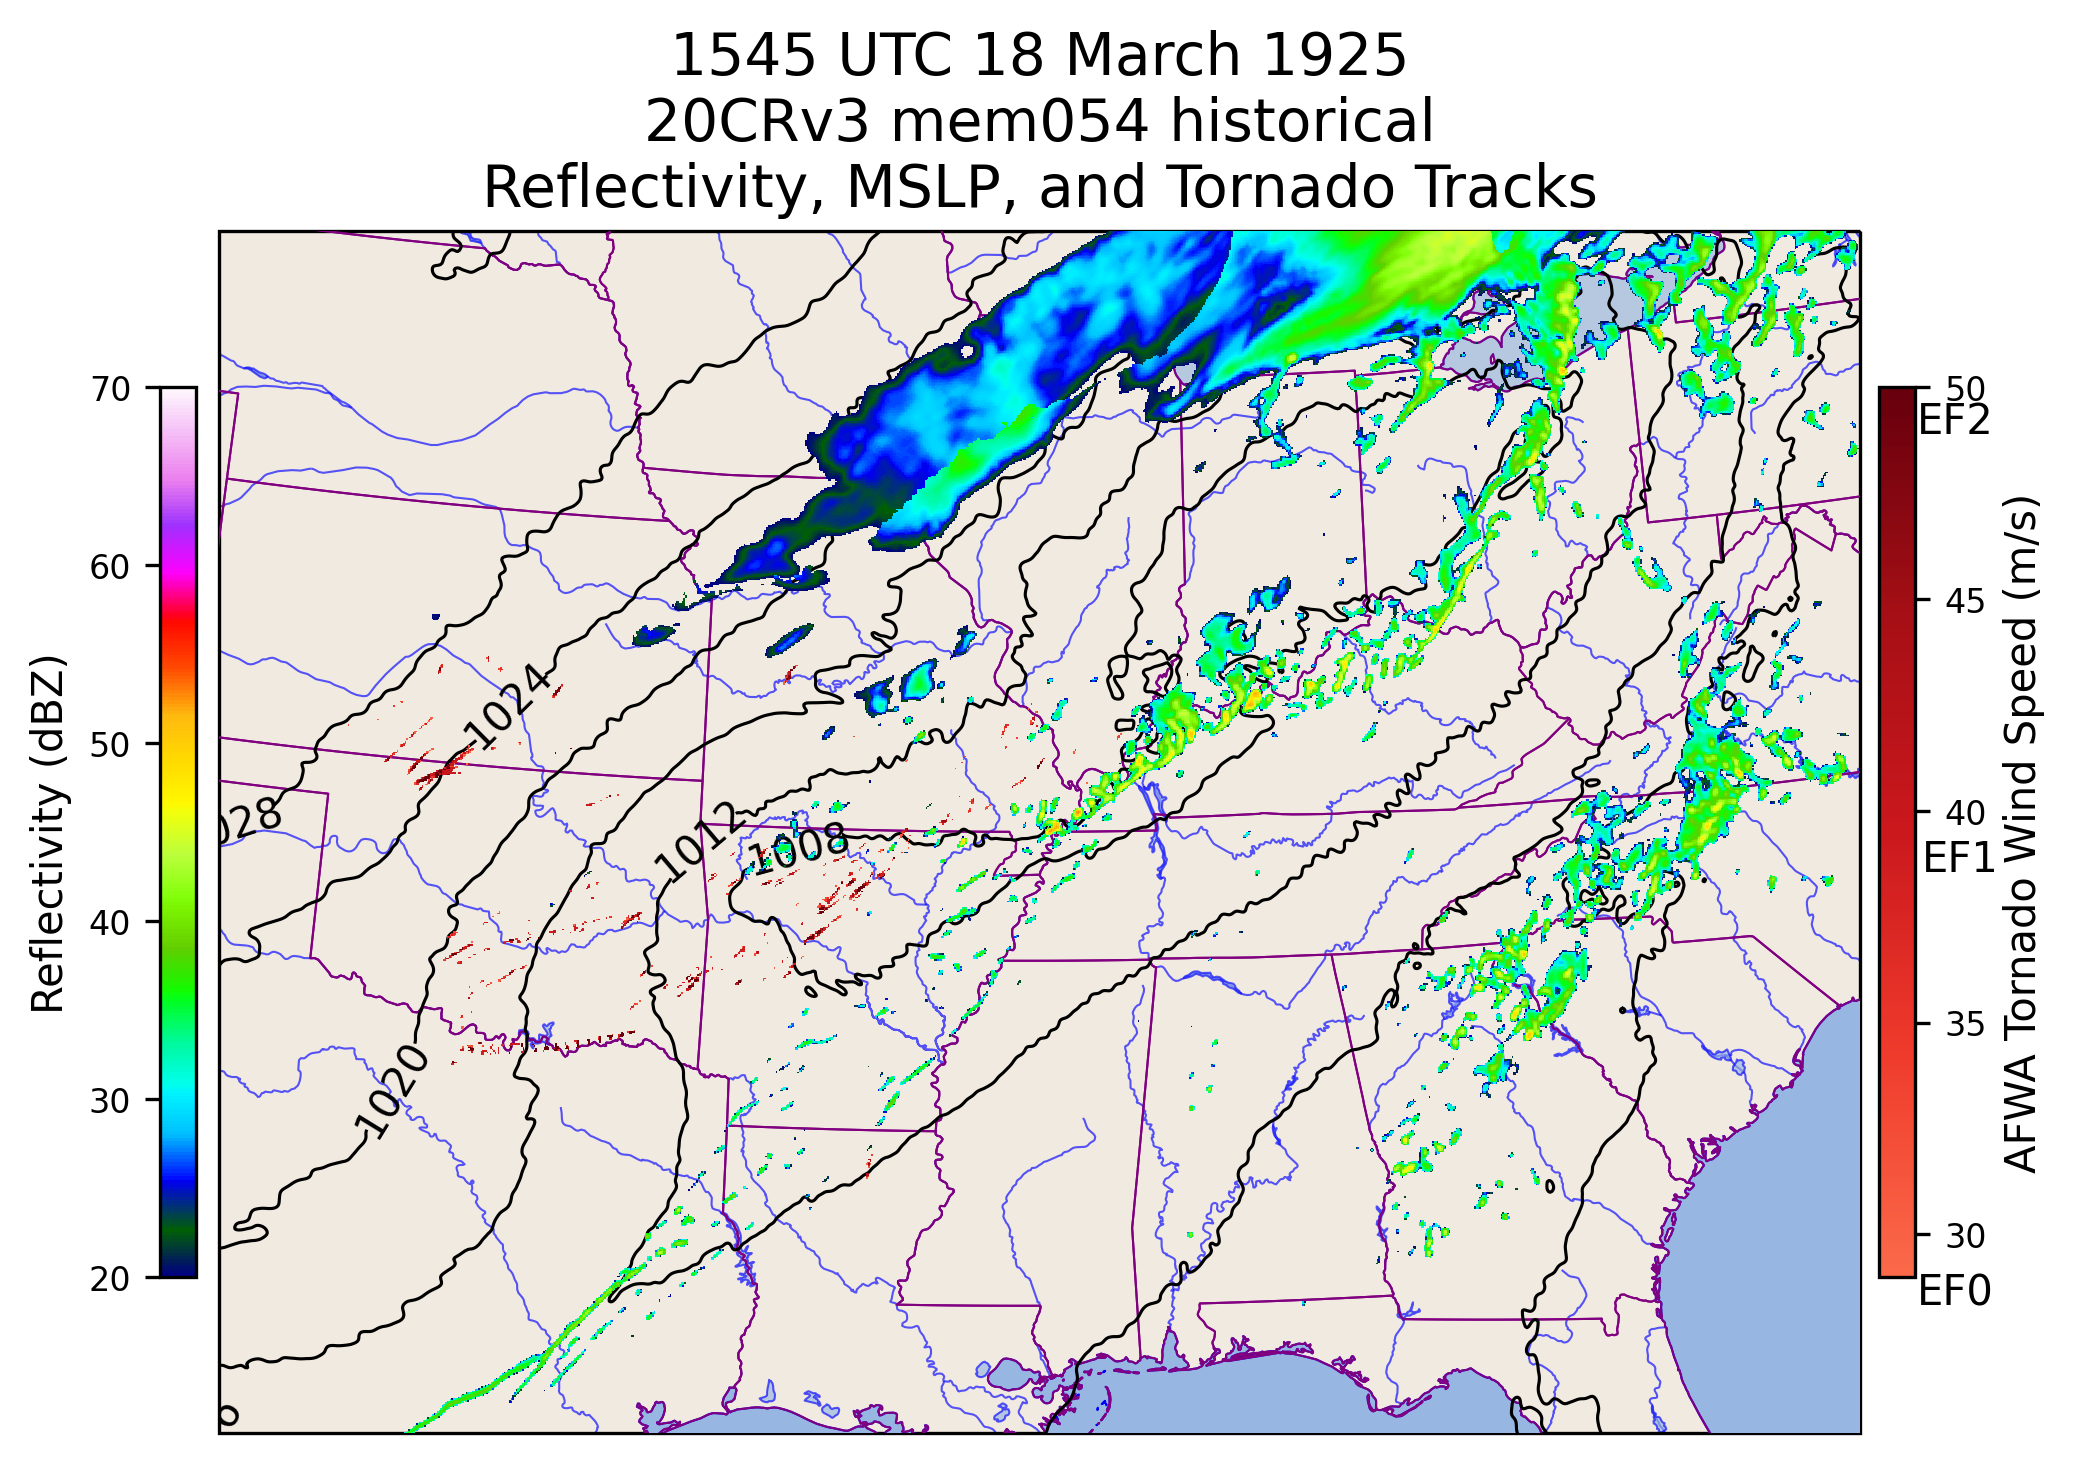 1545 UTC 18 March 1925
20CRv3 mem054 historical
Reflectivity, MSLP, and Tornado Tracks
70
60
50
40
30
20
Reflectivity (dBZ)
1024
028
1012
1008
1020
50
EF2
45
40
EF1
35
30
EF0
AFWA Tornado Wind Speed (m/s)